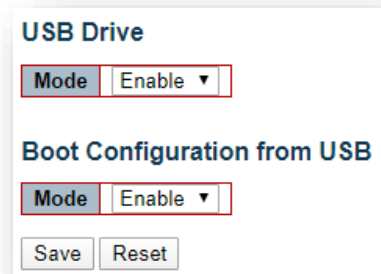 USB Drive
Mode Enable
Boot Configuration from USB
Mode Enable
Save Reset